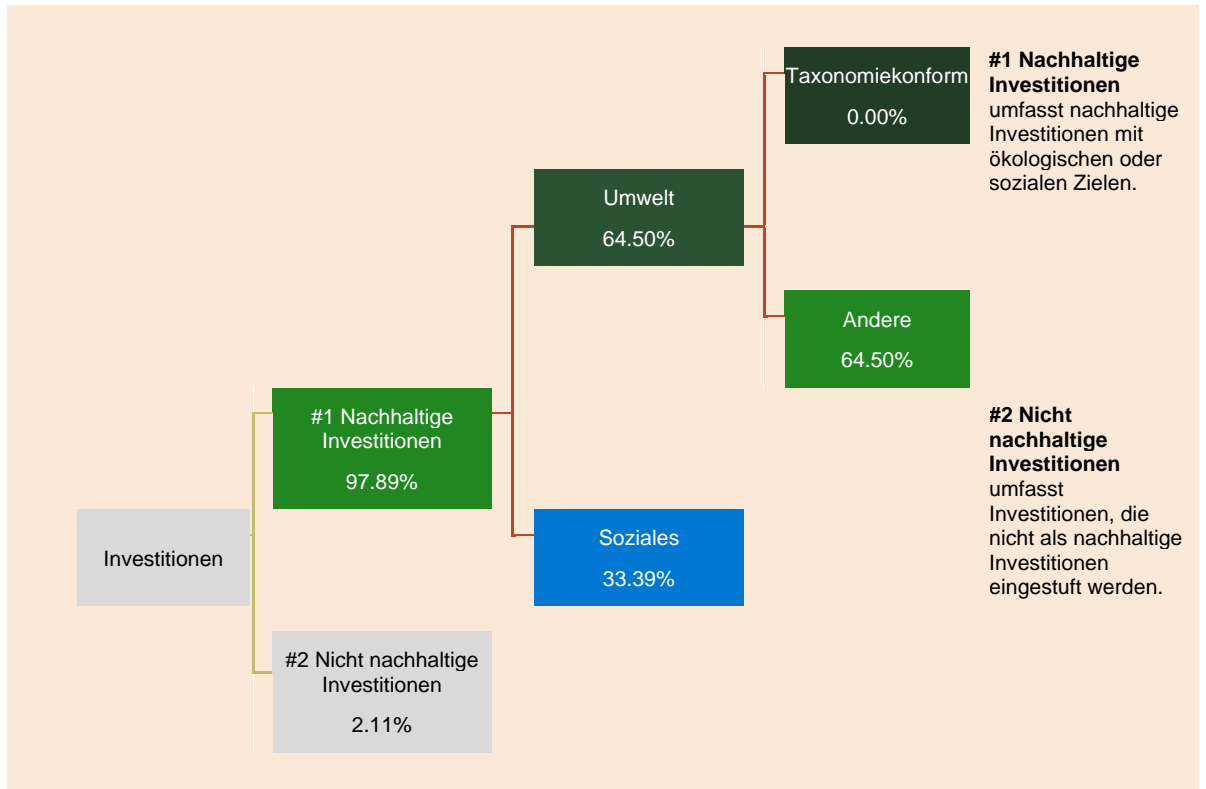 Taxonomiekonform
0.00%
#1 Nachhaltige
Investitionen
umfasst nachhaltige
Investitionen mit
ökologischen oder
sozialen Zielen.
Umwelt
64.50%
Andere
64.50%
#1 Nachhaltige
Investitionen
97.89%
#2 Nicht
nachhaltige
Investitionen
umfasst
Investitionen, die
nicht als nachhaltige
Investitionen
eingestuft werden.
Soziales
33.39%
Investitionen
#2 Nicht nachhaltige
Investitionen
2.11%